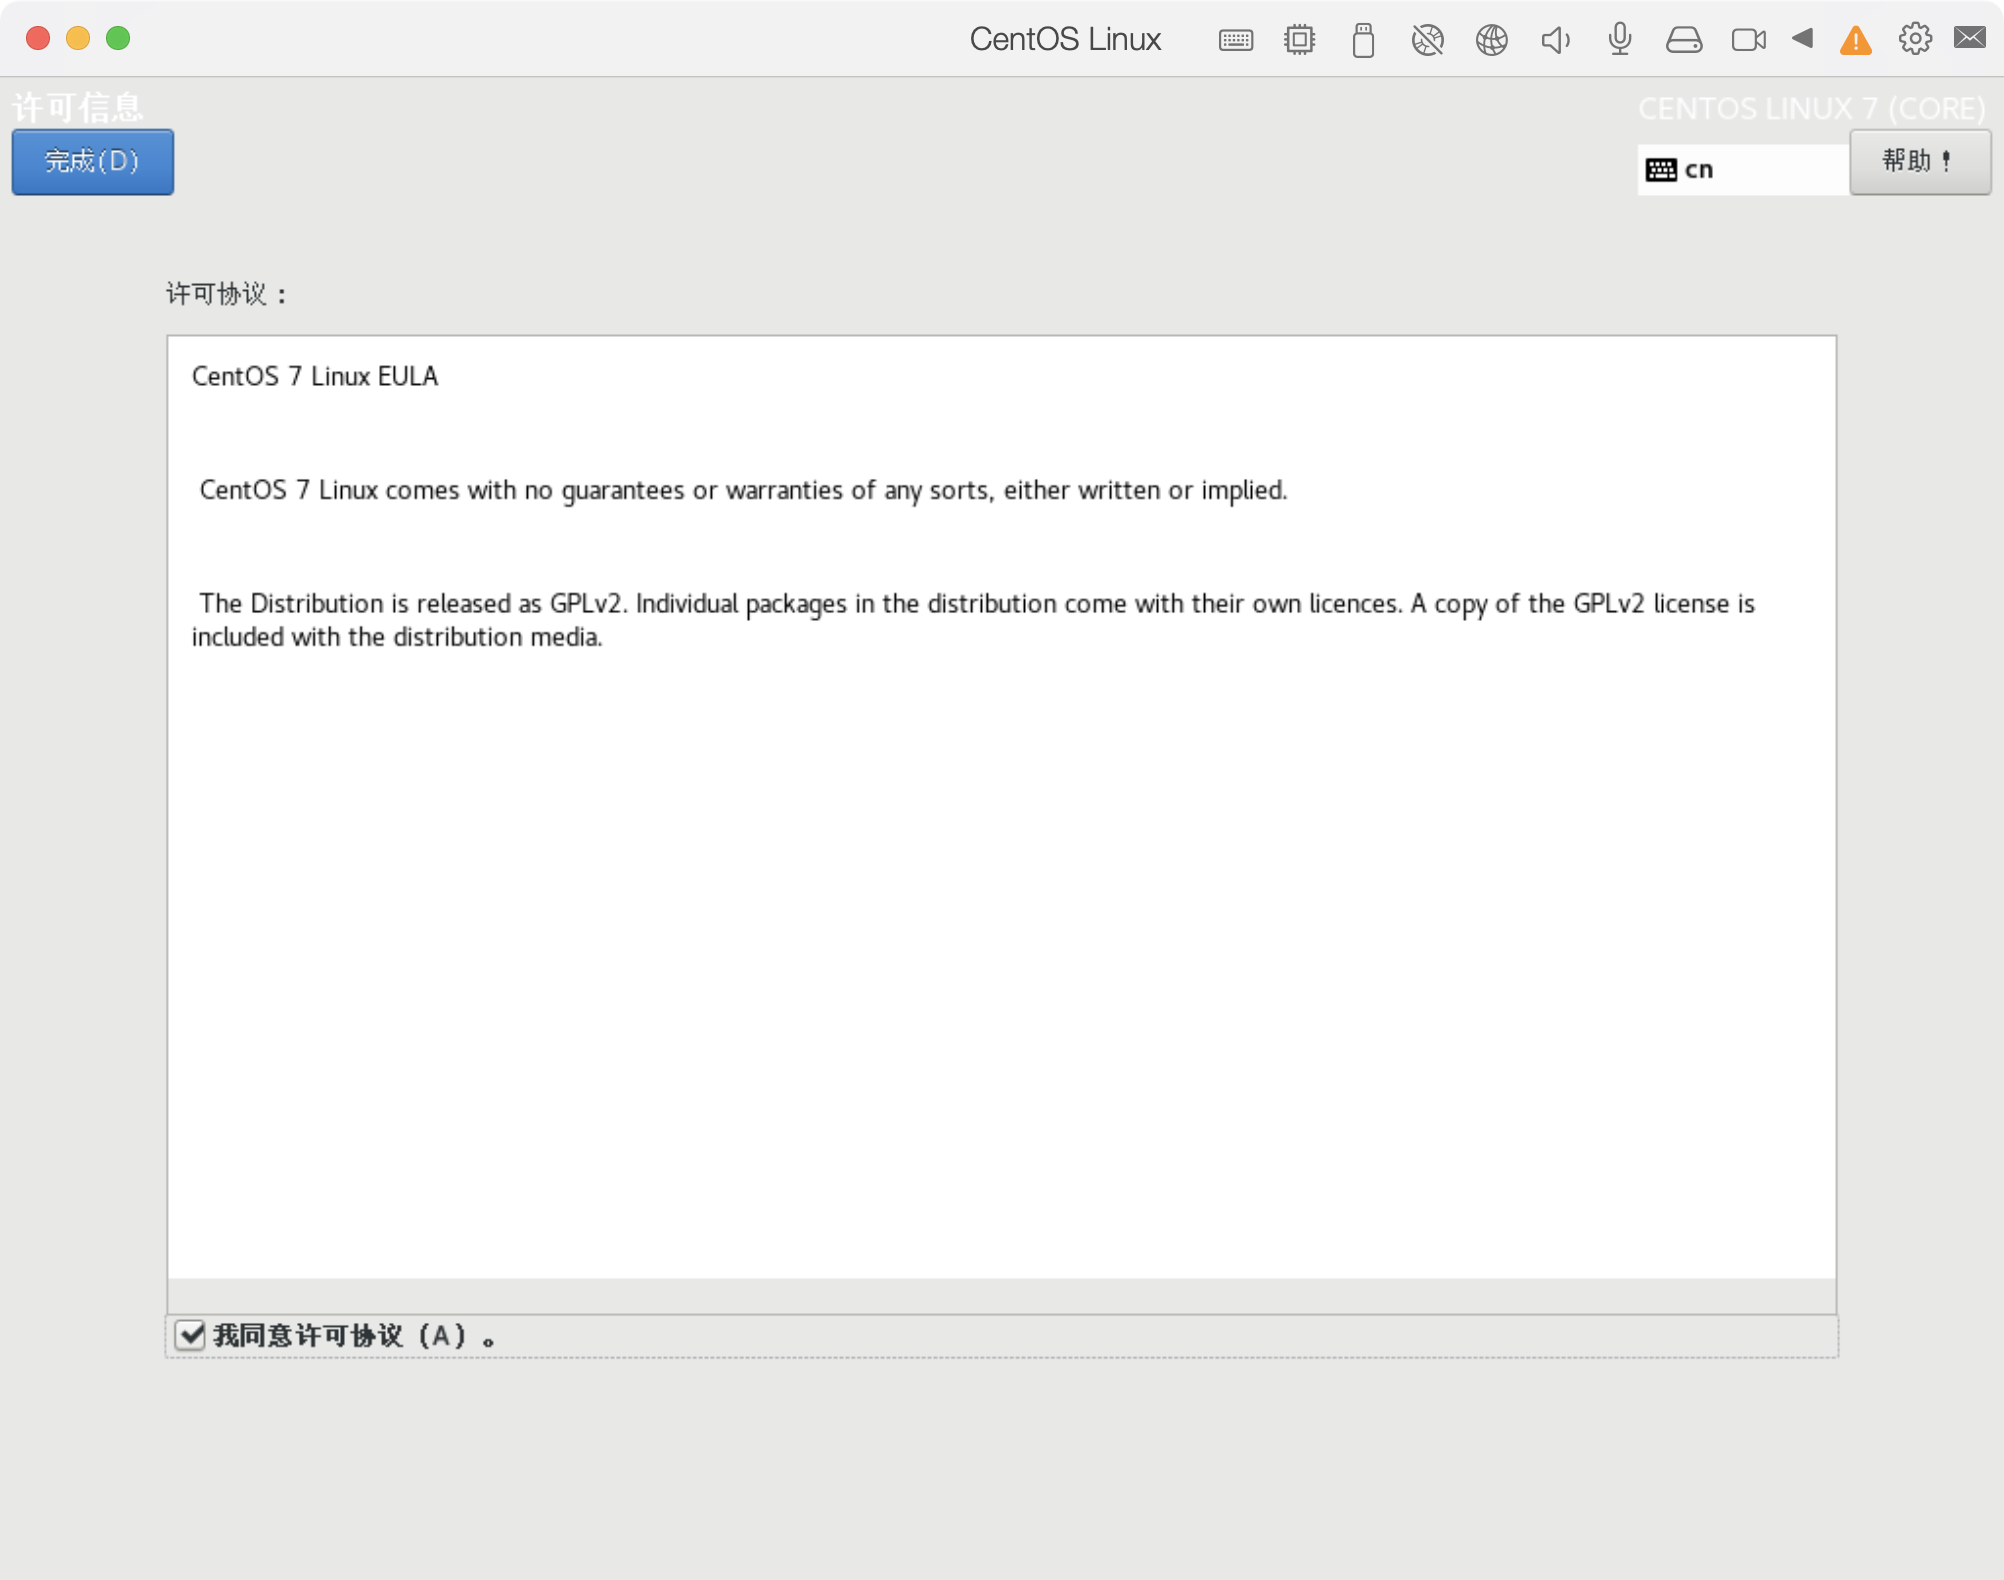 CentOS Linux
许可信息
CENTOS LINUX 7 (CORE)
完成(D)
cn
帮助！
许可协议：
CentOS 7 Linux EULA
CentOS 7 Linux comes with no guarantees or warranties of any sorts, either written or implied.
The Distribution is released as GPLv2. Individual packages in the distribution come with their own licences. A copy of the GPLv2 license is
included with the distribution media.
我同意许可协议（A）。